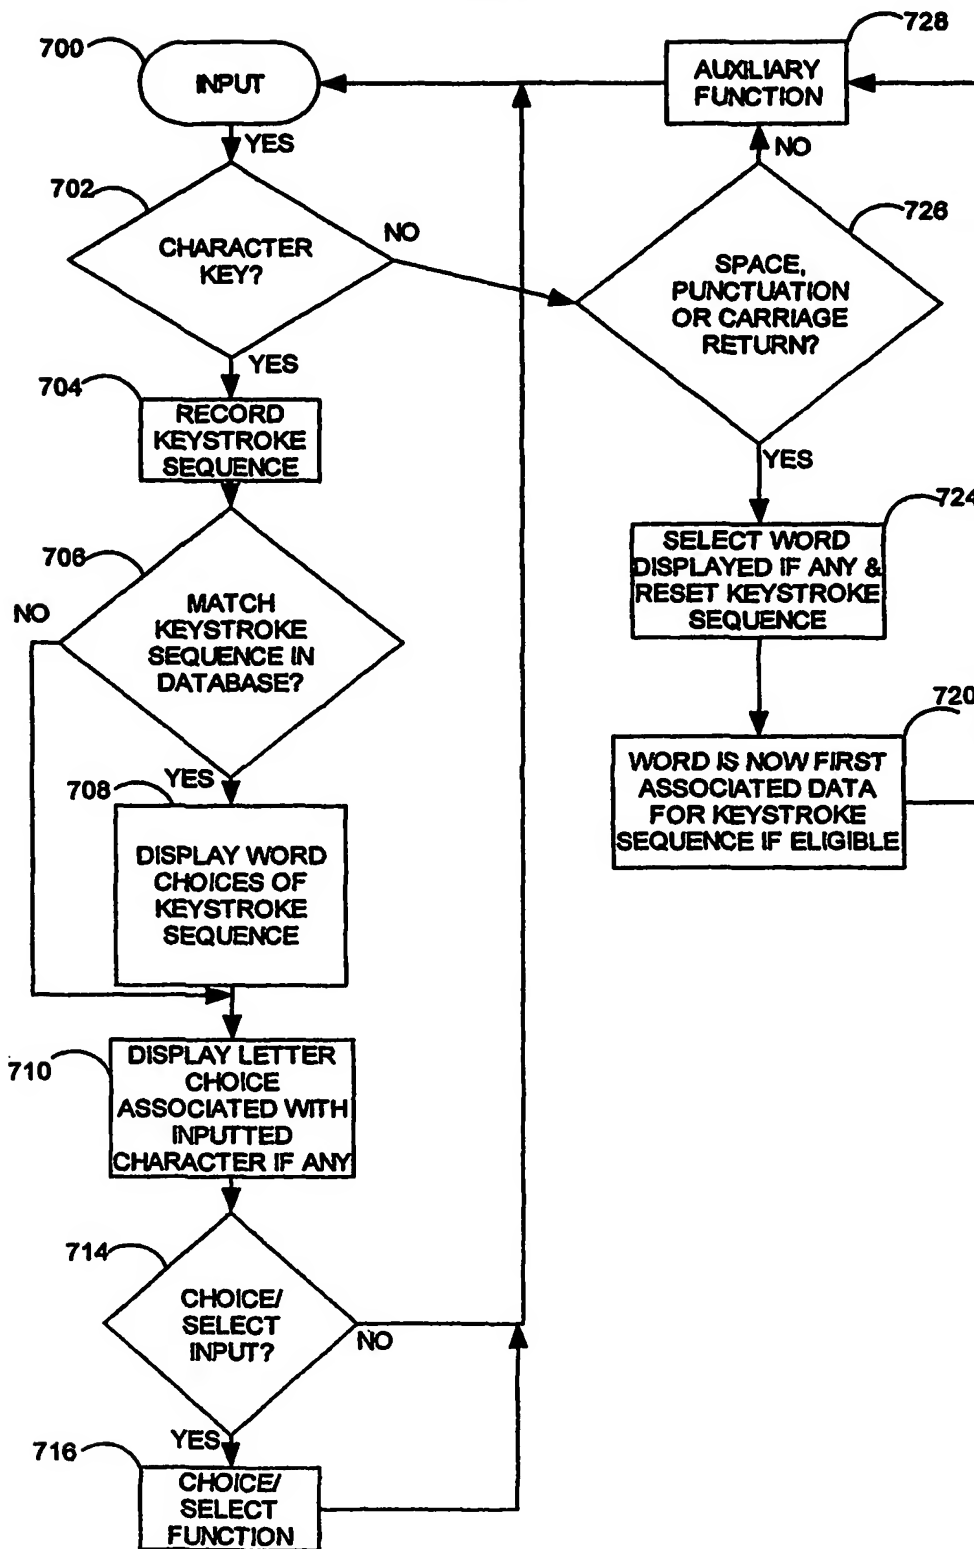 700
INPUT
YES
702
CHARACTER
KEY?
NO
YES
704
RECORD
KEYSTROKE
SEQUENCE
706
NO
MATCH
KEYSTROKE
SEQUENCE IN
DATABASE?
YES
708
DISPLAY WORD
CHOICES OF
KEYSTROKE
SEQUENCE
710
DISPLAY LETTER
CHOICE
ASSOCIATED WITH
INPUTTED
CHARACTER IF ANY
714
CHOICE/
SELECT
INPUT?
NO
YES
716
CHOICE/
SELECT
FUNCTION
728
AUXILIARY
FUNCTION
NO
726
SPACE,
PUNCTUATION
OR CARRIAGE
RETURN?
YES
724
SELECT WORD
DISPLAYED IF ANY &
RESET KEYSTROKE
SEQUENCE
720
WORD IS NOW FIRST
ASSOCIATED DATA
FOR KEYSTROKE
SEQUENCE IF ELIGIBLE